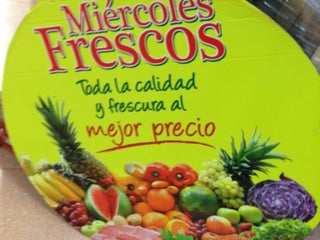 Miércoles
Frescos
Toda la calidad
y frescura al
mejor precio